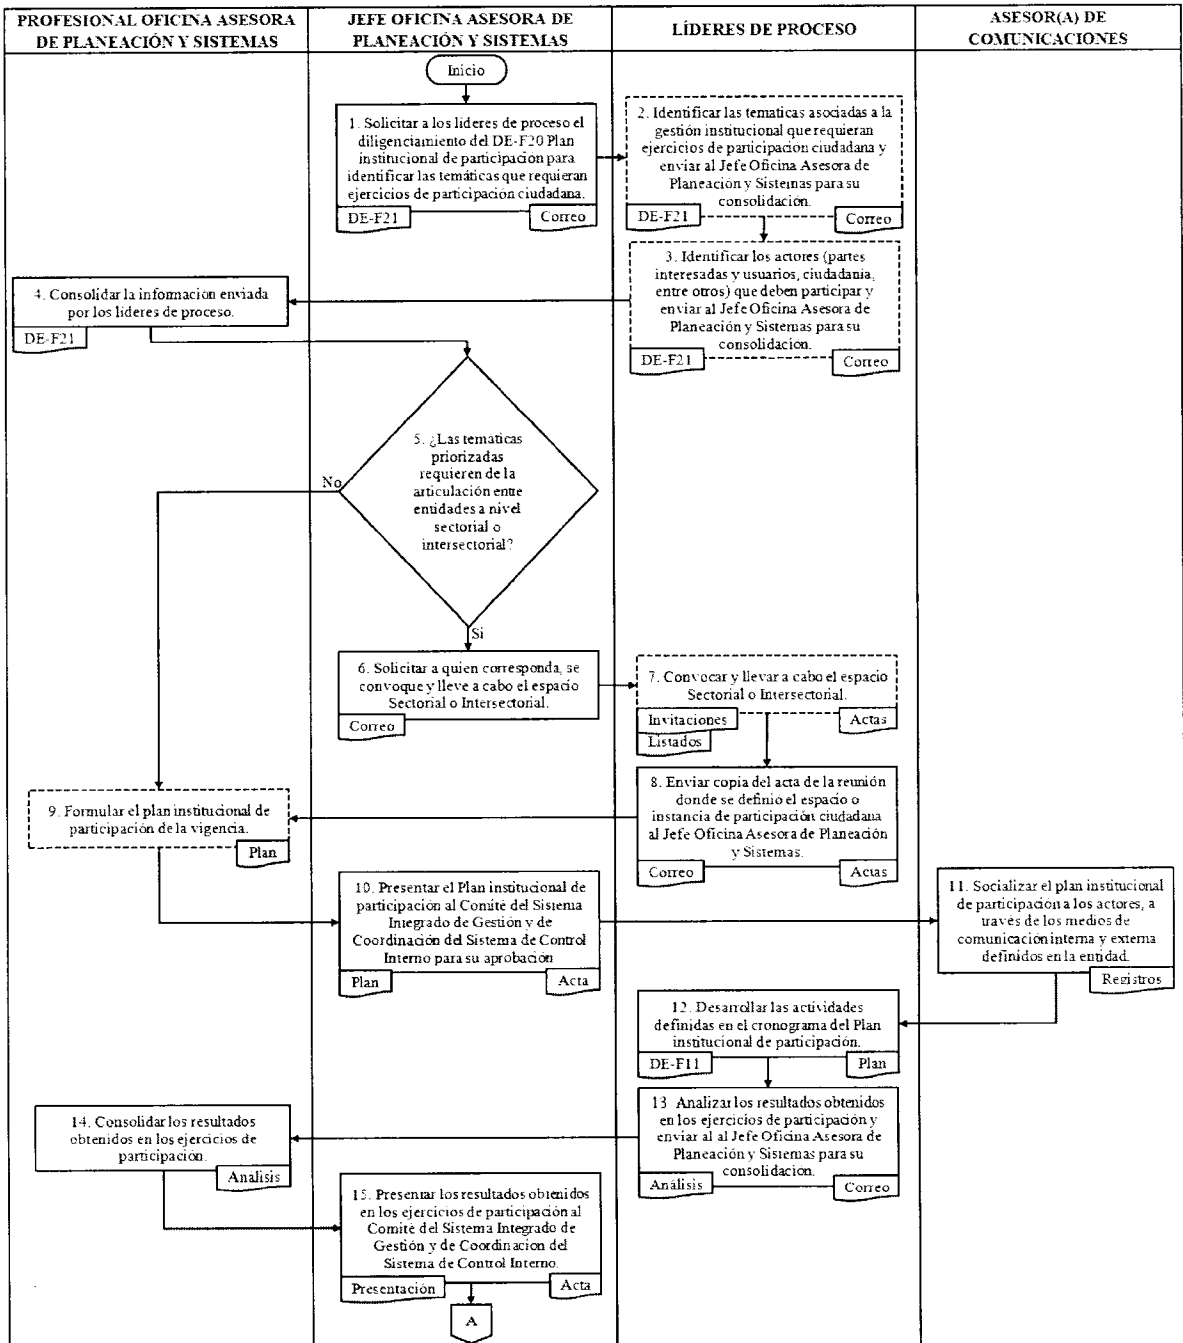 PROFESIONAL OFICINA ASESORA
DE PLANEACIÓN Y SISTEMAS
JEFE OFICINA ASESORA DE
PLANEACIÓN Y SISTEMAS
LÍDERES DE PROCESO
ASESOR(A) DE
COMUNICACIONES
Inicio
1. Solicitar a los lideres de proceso el
diligenciamiento del DE-F20 Plan
institucional de participación para
identificar las temáticas que requieran
ejercicios de participación ciudadana.
DE-F21
Correo
2. Identificar las tematicas asociadas a la
gestión institucional que requieran
ejercicios de participación ciudadana y
enviar al Jefe Oficina Asesora de
Planeación y Sistemas para su
consolidación.
DE-F21
Correo
3. Identificar los actores (partes
interesadas y usuarios, ciudadania,
entre otros) que deben participar y
enviar al Jefe Oficina Asesora de
Planeación y Sistemas para su
consolidación.
DE-F21
Correo
4. Consolidar la información enviada
por los lideres de proceso.
DE-F21
5. ¿Las tematicas
priorizadas
requieren de la
articulación entre
entidades a nivel
sectorial o
intersectorial?
No
Si
6. Solicitar a quien corresponda, se
convoque y lleve a cabo el espacio
Sectorial o Intersectorial.
Correo
7. Convocar y llevar a cabo el espacio
Sectorial o Intersectorial.
Invitaciones
Actas
Listados
8. Enviar copia del acta de la reunión
donde se definio el espacio o
instancia de participación ciudadana
al Jefe Oficina Asesora de Planeación
y Sistemas.
Correo
Actas
9. Formular el plan institucional de
participación de la vigencia.
Plan
10. Presentar el Plan institucional de
participación al Comité del Sistema
Integrado de Gestión y de
Coordinación del Sistema de Control
Interno para su aprobación
Plan
Acta
11. Socializar el plan institucional
de participación a los actores, a
través de los medios de
comunicación interna y externa
definidos en la entidad.
Registros
12. Desarrollar las actividades
definidas en el cronograma del Plan
institucional de participación.
DE-F11
Plan
13 Analizar los resultados obtenidos
en los ejercicios de participación y
enviar al al Jefe Oficina Asesora de
Planeación y Sistemas para su
consolidación.
Análisis
Correo
14. Consolidar los resultados
obtenidos en los ejercicios de
participación.
Analisis
15. Presentar los resultados obtenidos
en los ejercicios de participación al
Comité del Sistema Integrado de
Gestión y de Coordinacion del
Sistema de Control Interno.
Presentación
Acta
A